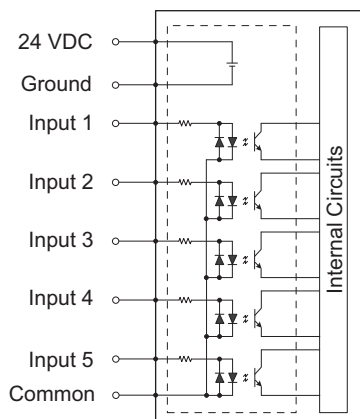 24 VDC
Ground
Input 1
Input 2
Input 3
Input 4
Input 5
Common
Internal Circuits